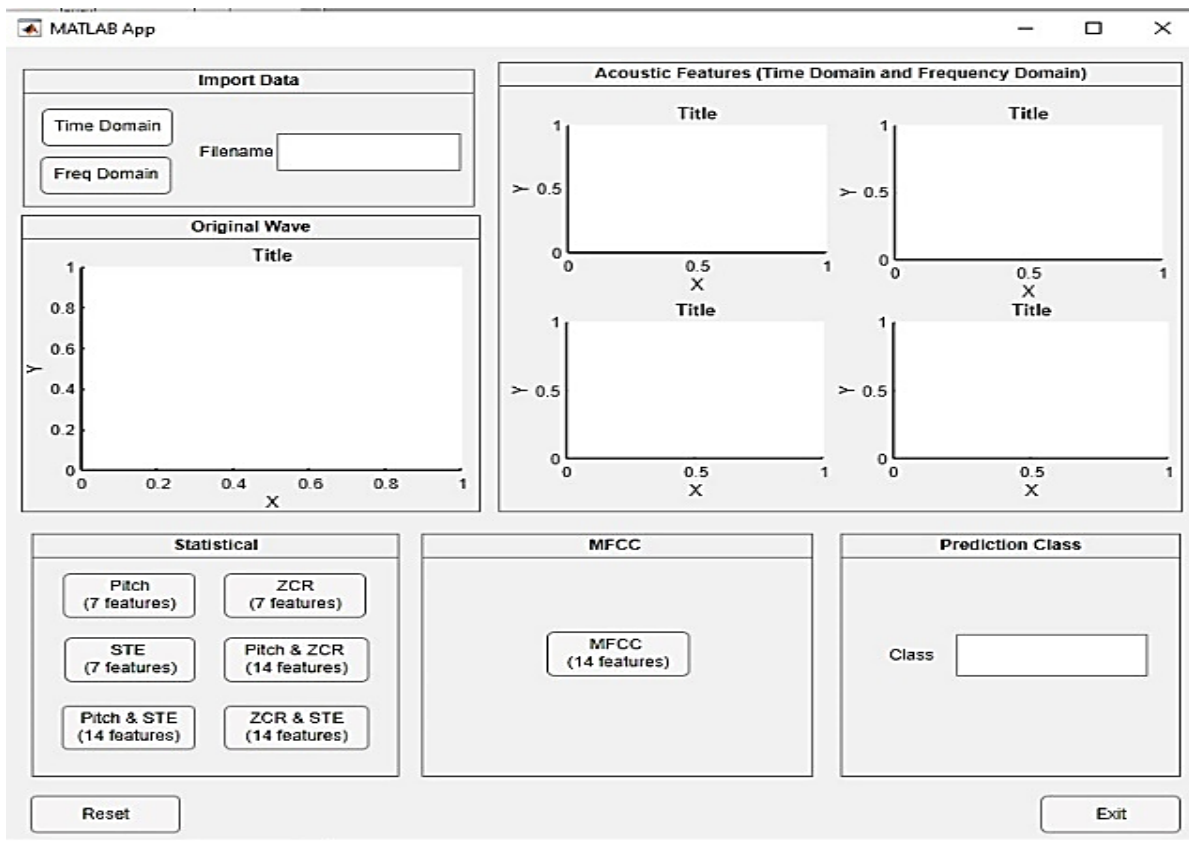 MATLAB App
Import Data
Time Domain
Freq Domain
Filename
Original Wave
Title
1
0.8
0.6
0.4
0.2
0
Y
0 0.2 0.4 0.6 0.8 1
X
Acoustic Features (Time Domain and Frequency Domain)
Title
1
0.5
0
Y
0 0.5 1
X
Title
1
0.5
0
Y
0 0.5 1
X
Title
1
0.5
0
Y
0 0.5 1
X
Title
1
0.5
0
Y
0 0.5 1
X
Statistical
Pitch
(7 features)
ZCR
(7 features)
STE
(7 features)
Pitch & ZCR
(14 features)
Pitch & STE
(14 features)
ZCR & STE
(14 features)
MFCC
MFCC
(14 features)
Prediction Class
Class
Reset
Exit